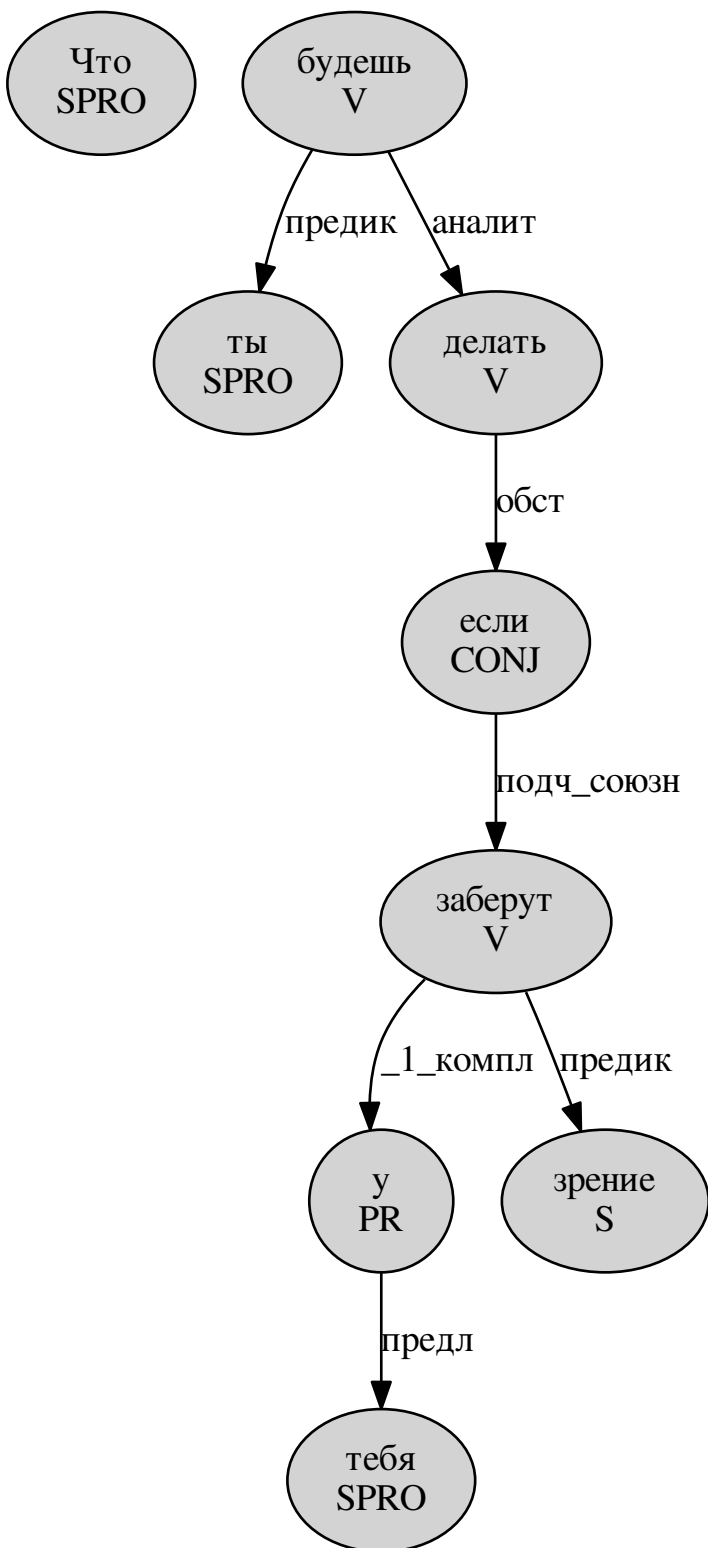 Что
SPRO
будешь
V
предик
аналит
ты
SPRO
делать
V
обст
если
CONJ
подч_союзн
заберут
V
_1_компл
предик
у
PR
зрение
S
предл
тебя
SPRO